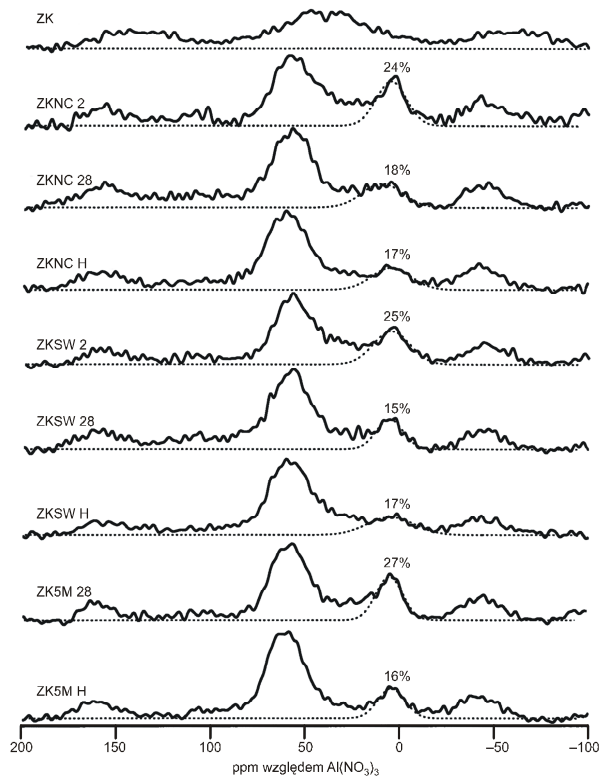 ZK
24%
ZKNC 2
18%
ZKNC 28
17%
ZKNC H
25%
ZKSW 2
15%
ZKSW 28
17%
ZKSW H
27%
ZK5M 28
16%
ZK5M H
200 150 100 50 0 –50 –100
ppm względem Al(NO₃)₃